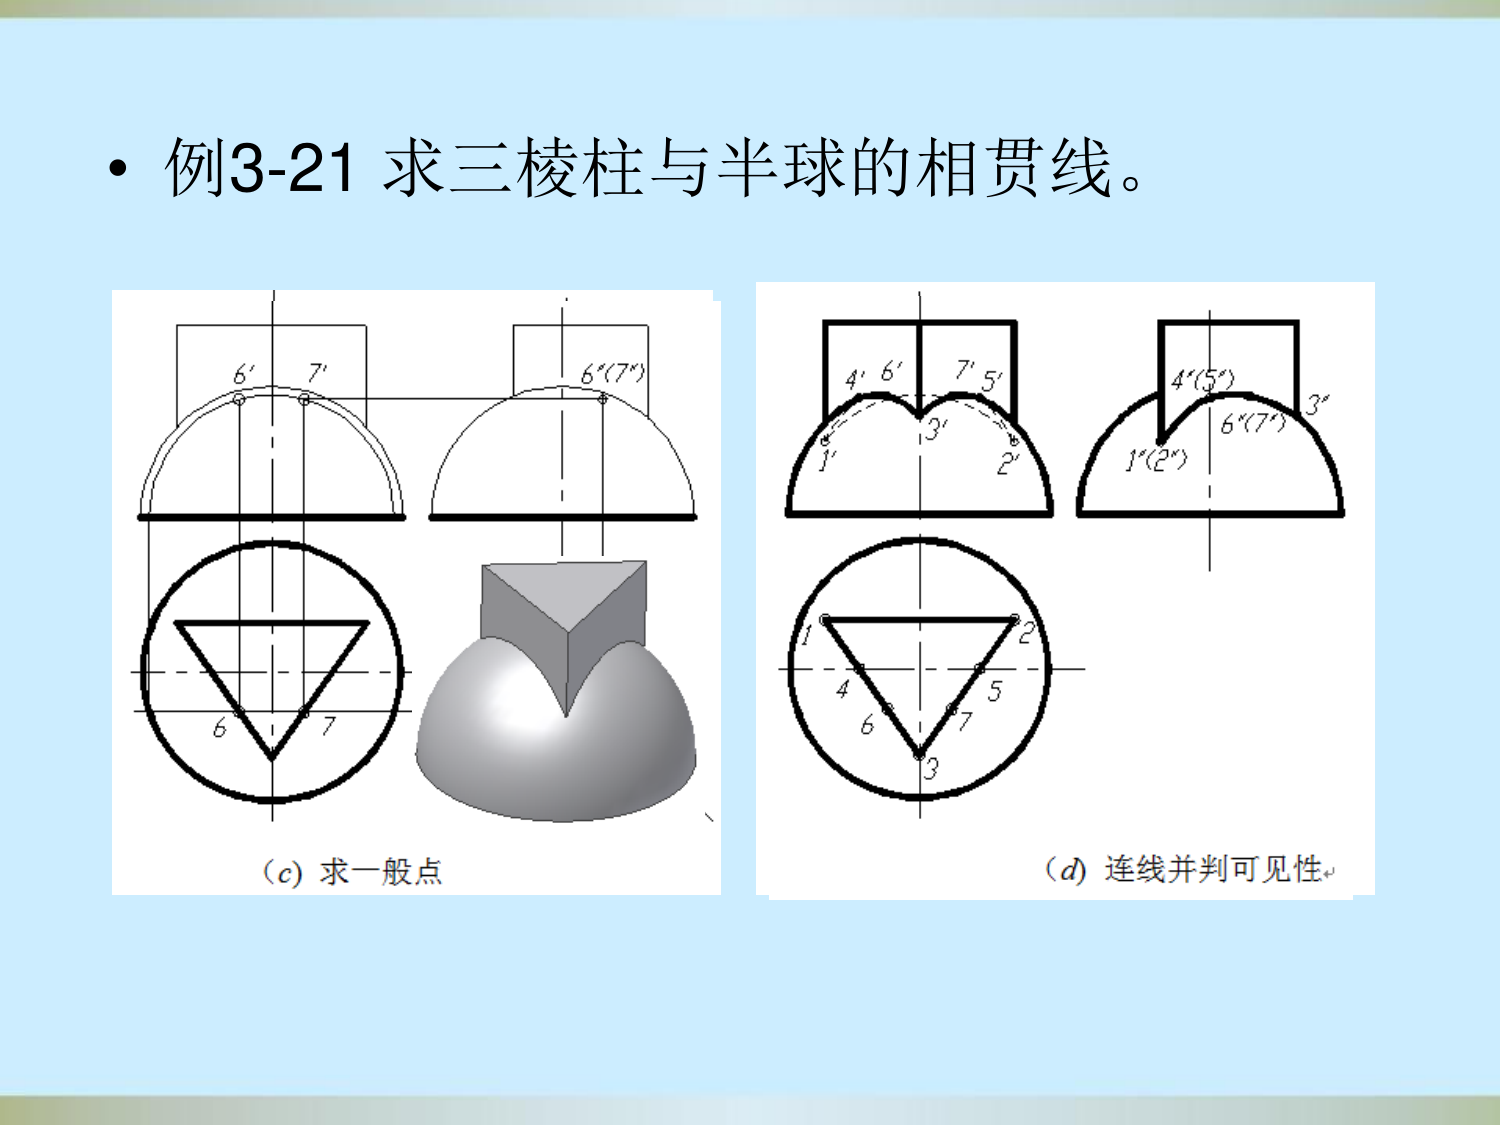 • 例3-21 求三棱柱与半球的相贯线。
6′ 7′ 6″(7″)
6 7
（c）求一般点
4′ 6′ 7′ 5′ 3′ 1′ 2′
4″(5″) 3″ 6″(7″) 1″(2″)
1 2
4 5
6 7
3
（d）连线并判可见性↵